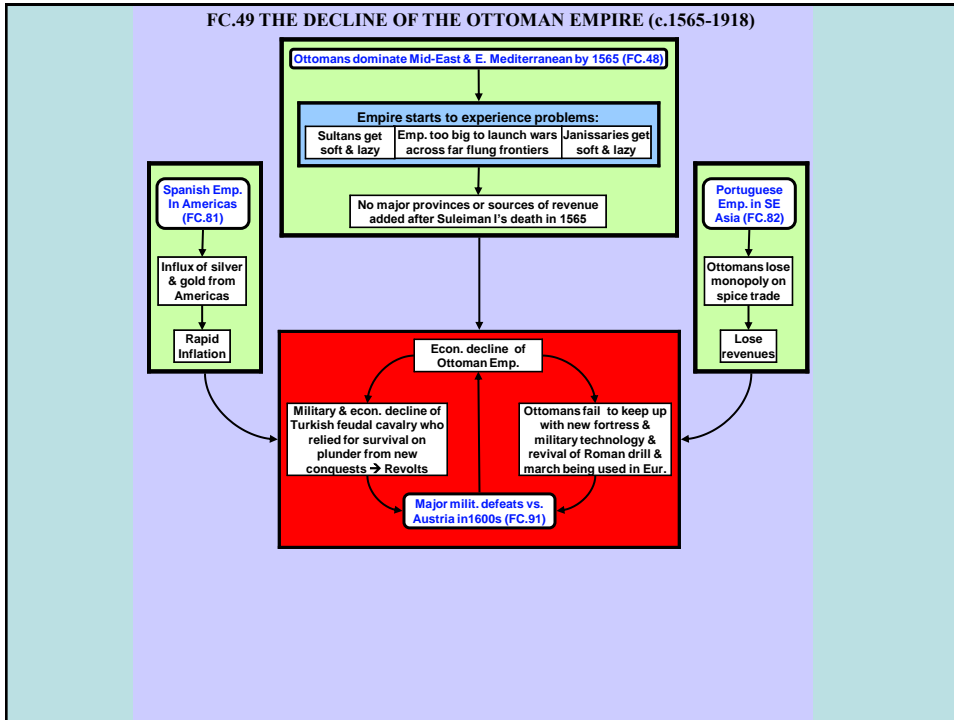 FC.49 THE DECLINE OF THE OTTOMAN EMPIRE (c.1565-1918)
Ottomans dominate Mid-East & E. Mediterranean by 1565 (FC.48)
Empire starts to experience problems:
Sultans get
soft & lazy
Emp. too big to launch wars
across far flung frontiers
Janissaries get
soft & lazy
No major provinces or sources of revenue
added after Suleiman I's death in 1565
Spanish Emp.
In Americas
(FC.81)
Influx of silver
& gold from
Americas
Rapid
Inflation
Portuguese
Emp. in SE
Asia (FC.82)
Ottomans lose
monopoly on
spice trade
Lose
revenues
Econ. decline of
Ottoman Emp.
Military & econ. decline of
Turkish feudal cavalry who
relied for survival on
plunder from new
conquests → Revolts
Ottomans fail to keep up
with new fortress &
military technology &
revival of Roman drill &
march being used in Eur.
Major milit. defeats vs.
Austria in1600s (FC.91)